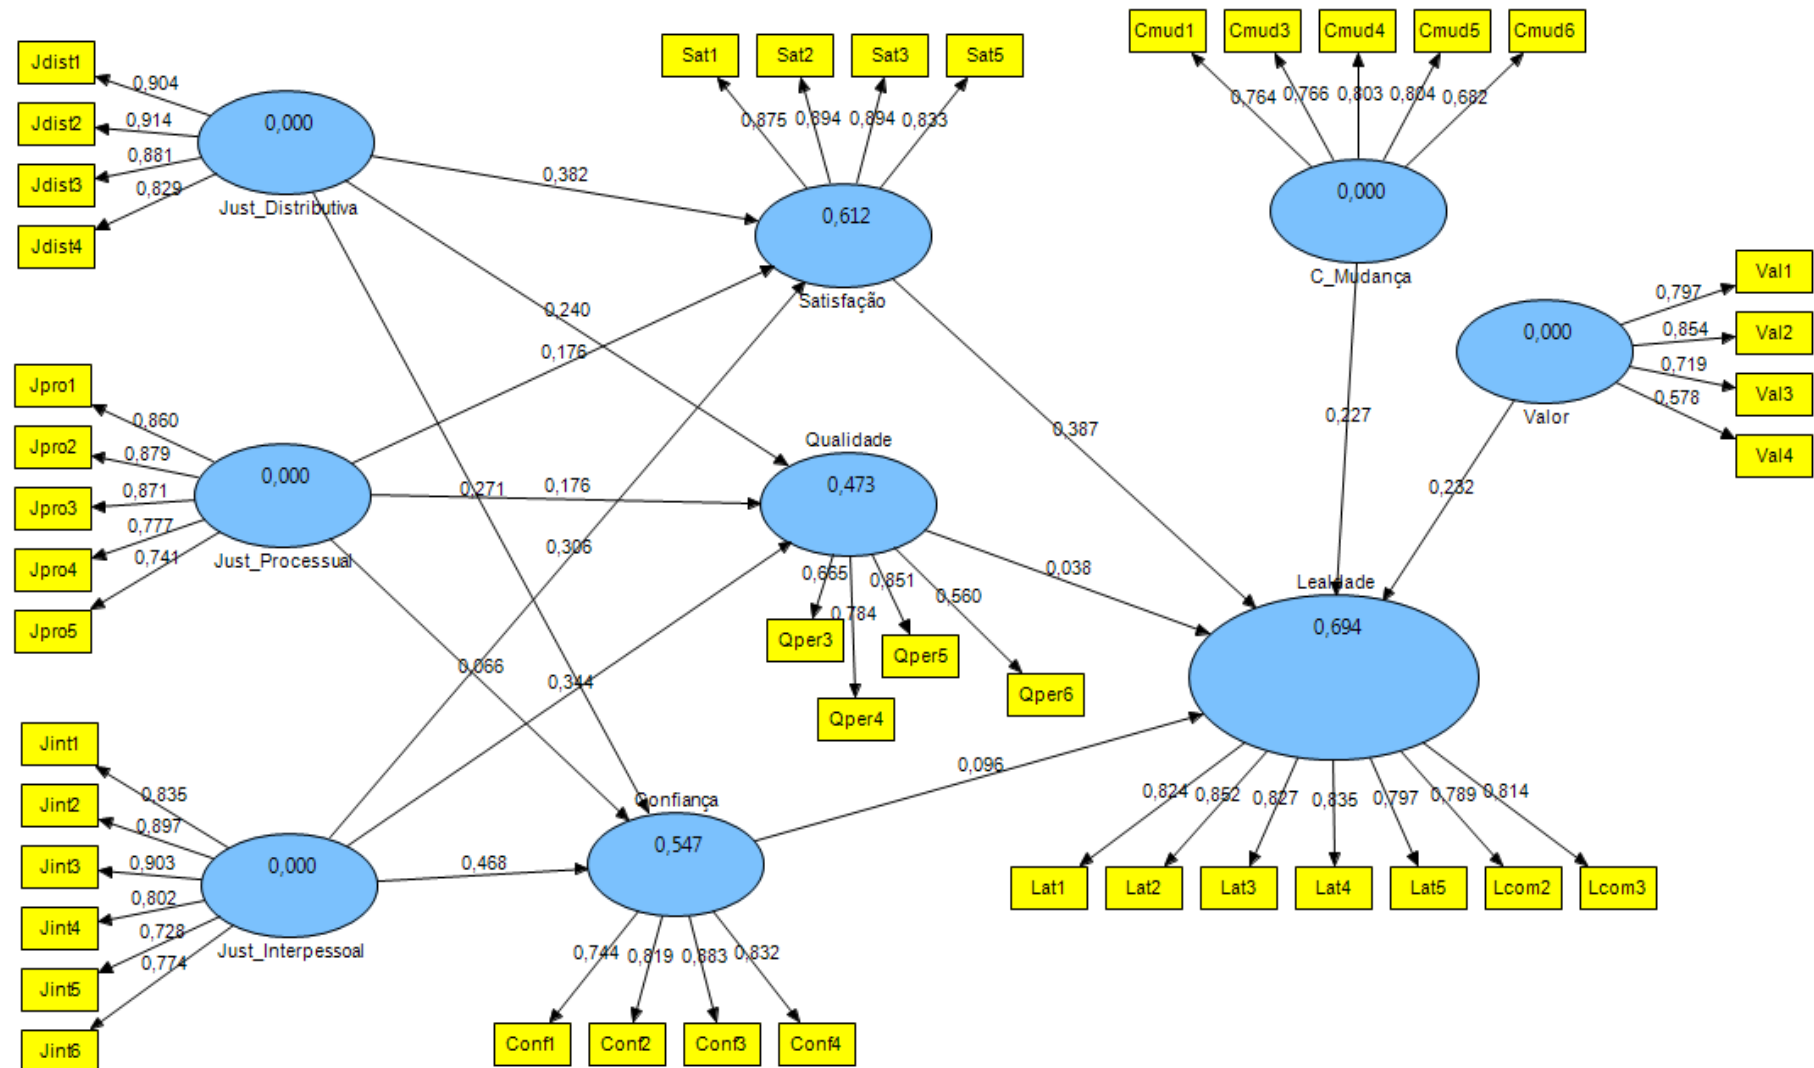 Cmud1 Cmud3 Cmud4 Cmud5 Cmud6
0,764 0,766 0,803 0,804 0,682
0,000
C_Mudança
Jdist1
Jdist2
Jdist3
Jdist4
0,904
0,914
0,881
0,829
0,000
Just_Distributiva
Sat1 Sat2 Sat3 Sat5
0,875 0,894 0,894 0,833
0,612
Satisfação
0,382
0,240
0,176
0,271
0,176
0,306
0,066
0,344
0,468
Val1
Val2
Val3
Val4
0,797
0,854
0,719
0,578
0,000
Valor
Jpro1
Jpro2
Jpro3
Jpro4
Jpro5
0,860
0,879
0,871
0,777
0,741
0,000
Just_Processual
Qualidade
0,473
0,665
0,784
0,851
0,560
Qper3
Qper4
Qper5
Qper6
0,387
0,227
0,232
0,038
0,096
Lealdade
0,694
0,824 0,852 0,827 0,835 0,797 0,789 0,814
Lat1 Lat2 Lat3 Lat4 Lat5 Lcom2 Lcom3
Jint1
Jint2
Jint3
Jint4
Jint5
Jint6
0,835
0,897
0,903
0,802
0,728
0,774
0,000
Just_Interpessoal
Confiança
0,547
0,744 0,819 0,883 0,832
Conf1 Conf2 Conf3 Conf4